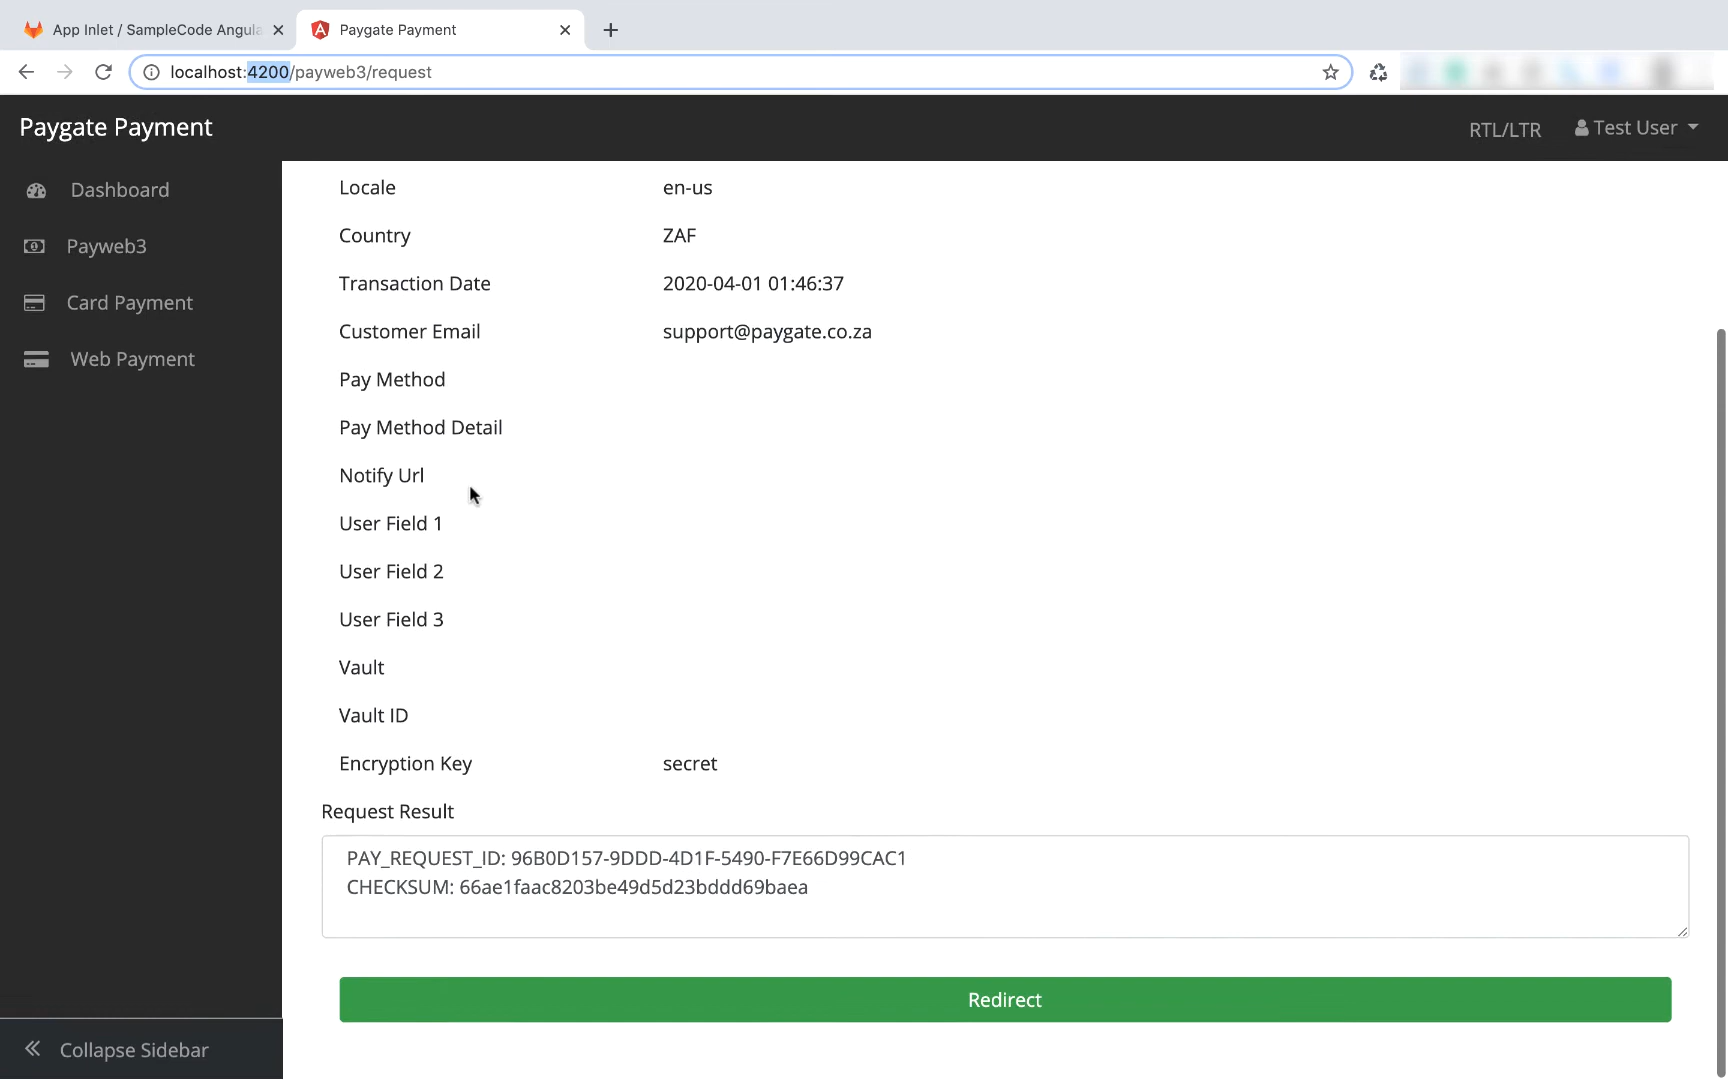 App Inlet / SampleCode Angula
Paygate Payment
localhost:4200/payweb3/request
Paygate Payment
RTL/LTR
Test User
Dashboard
Payweb3
Card Payment
Web Payment
Locale en-us
Country ZAF
Transaction Date 2020-04-01 01:46:37
Customer Email support@paygate.co.za
Pay Method
Pay Method Detail
Notify Url
User Field 1
User Field 2
User Field 3
Vault
Vault ID
Encryption Key secret
Request Result
PAY_REQUEST_ID: 96B0D157-9DDD-4D1F-5490-F7E66D99CAC1
CHECKSUM: 66ae1faac8203be49d5d23bddd69baea
Redirect
Collapse Sidebar